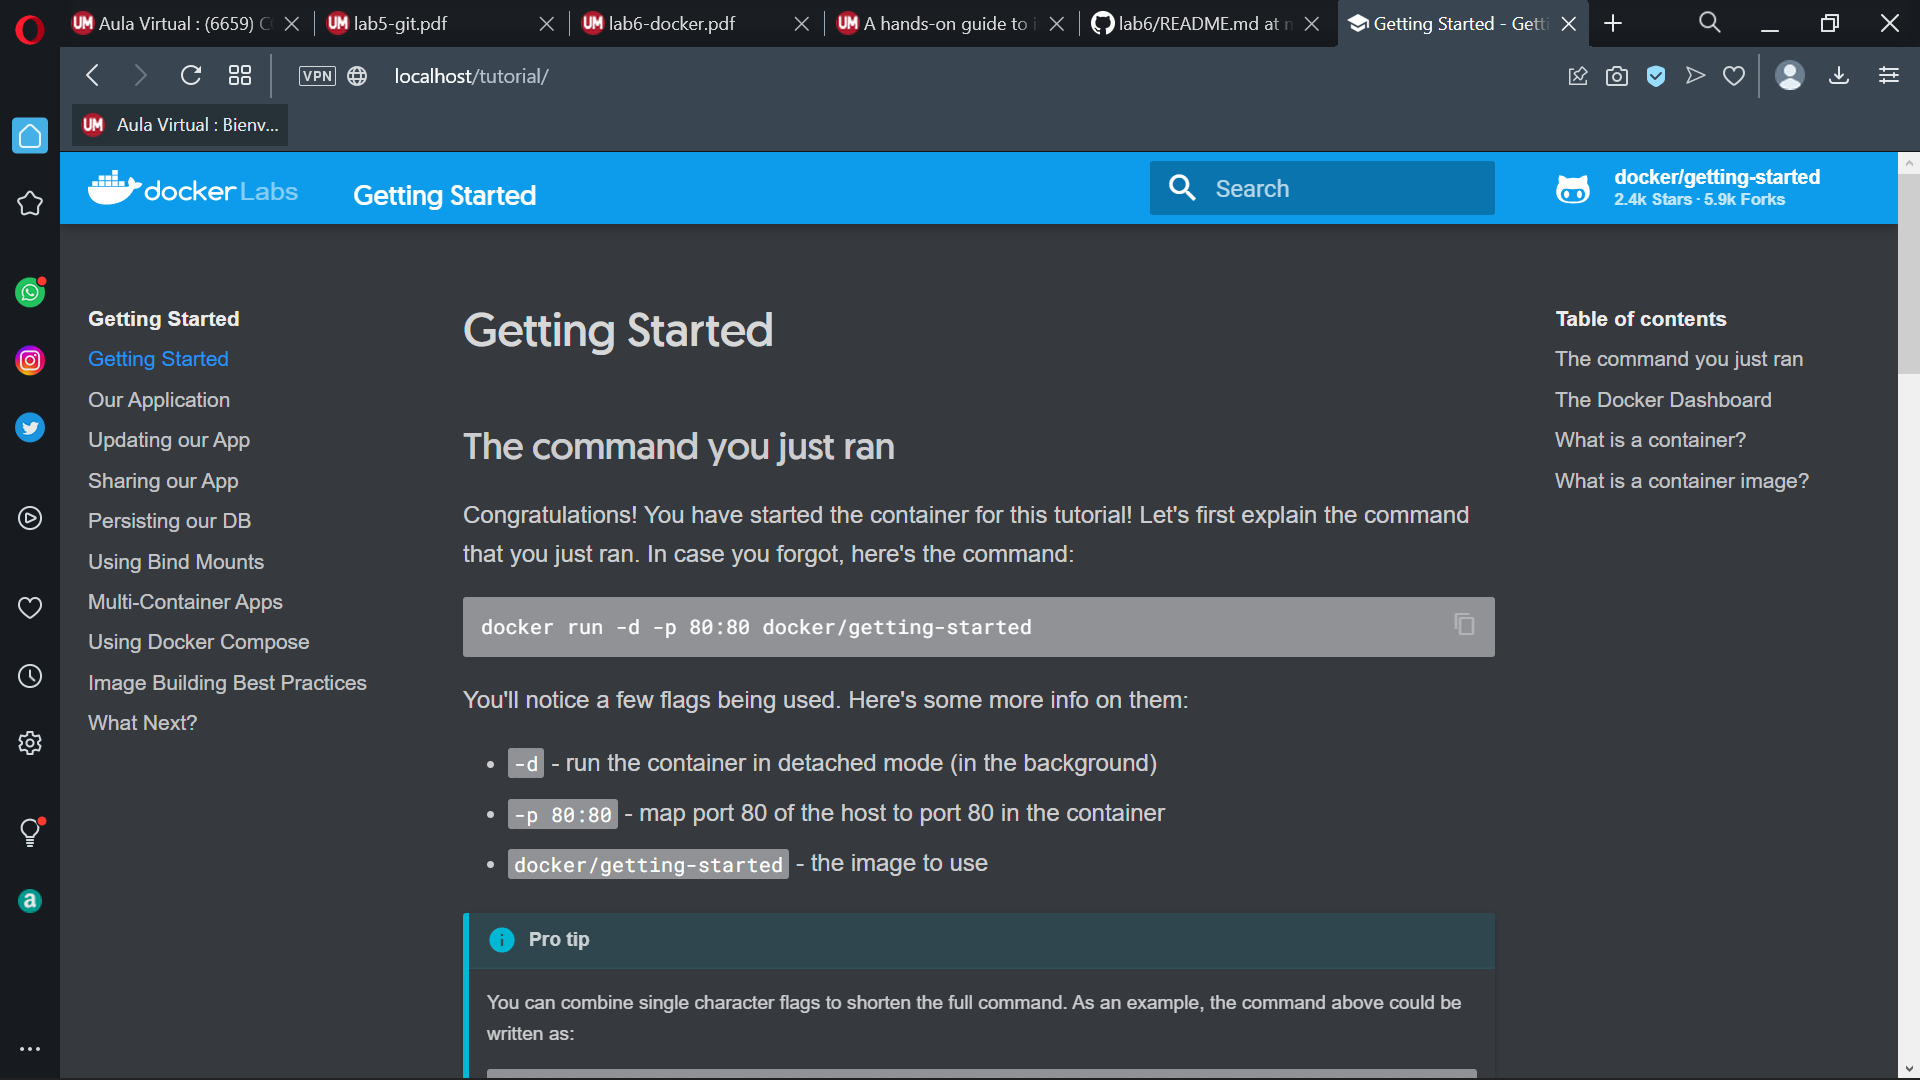 Aula Virtual : (6659)
lab5-git.pdf
lab6-docker.pdf
A hands-on guide to
lab6/README.md at
Getting Started - Gett
VPN
localhost/tutorial/
UM Aula Virtual : Bienv...
docker Labs
Getting Started
Search
docker/getting-started
2.4k Stars · 5.9k Forks
Getting Started
Getting Started
Our Application
Updating our App
Sharing our App
Persisting our DB
Using Bind Mounts
Multi-Container Apps
Using Docker Compose
Image Building Best Practices
What Next?
Getting Started
The command you just ran
Congratulations! You have started the container for this tutorial! Let's first explain the command
that you just ran. In case you forgot, here's the command:
docker run -d -p 80:80 docker/getting-started
You'll notice a few flags being used. Here's some more info on them:
• -d - run the container in detached mode (in the background)
• -p 80:80 - map port 80 of the host to port 80 in the container
• docker/getting-started - the image to use
Pro tip
You can combine single character flags to shorten the full command. As an example, the command above could be
written as:
Table of contents
The command you just ran
The Docker Dashboard
What is a container?
What is a container image?